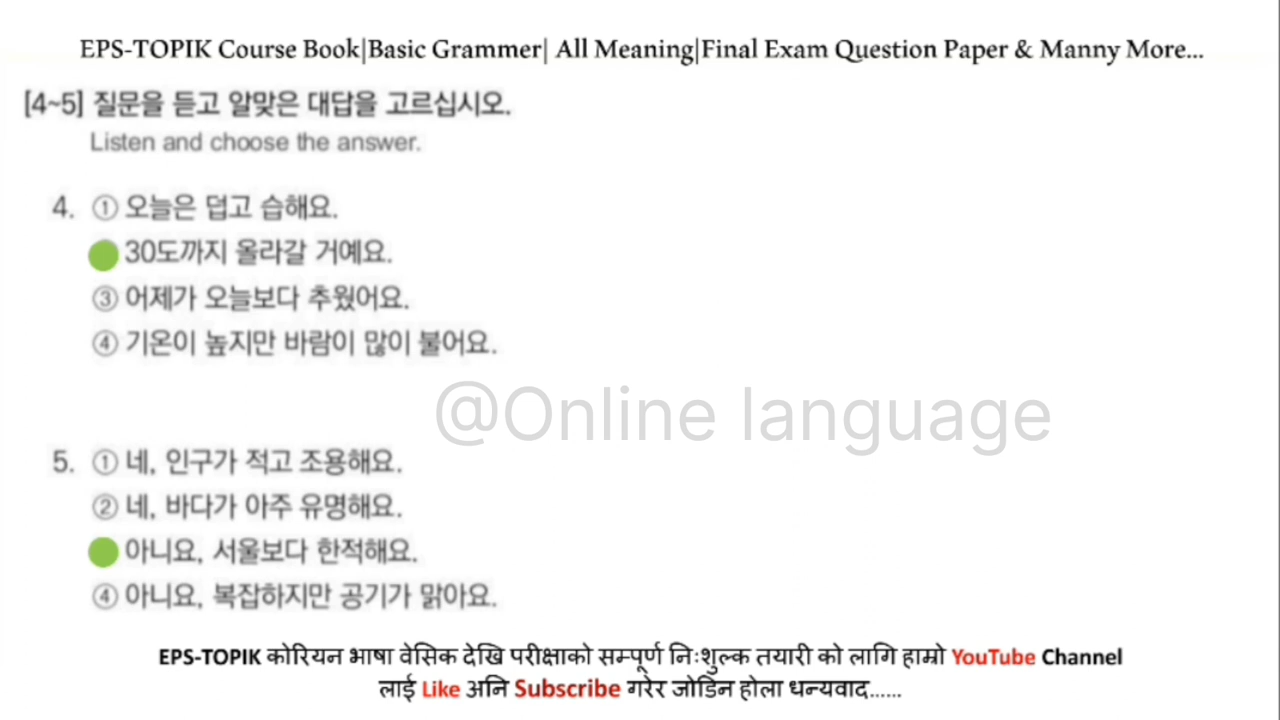 EPS-TOPIK Course Book|Basic Grammer| All Meaning|Final Exam Question Paper & Manny More...
[4~5] 질문을 듣고 알맞은 대답을 고르십시오.
Listen and choose the answer.
4. ① 오늘은 덥고 습해요.
30도까지 올라갈 거예요.
③ 어제가 오늘보다 추웠어요.
④ 기온이 높지만 바람이 많이 불어요.
@Online language
5. ① 네, 인구가 적고 조용해요.
② 네, 바다가 아주 유명해요.
아니요, 서울보다 한적해요.
④ 아니요, 복잡하지만 공기가 맑아요.
EPS-TOPIK कोरियन भाषा वेसिक देखि परीक्षाको सम्पूर्ण निःशुल्क तयारी को लागि हाम्रो YouTube Channel
लाई Like अनि Subscribe गरेर जोडिन होला धन्यवाद......